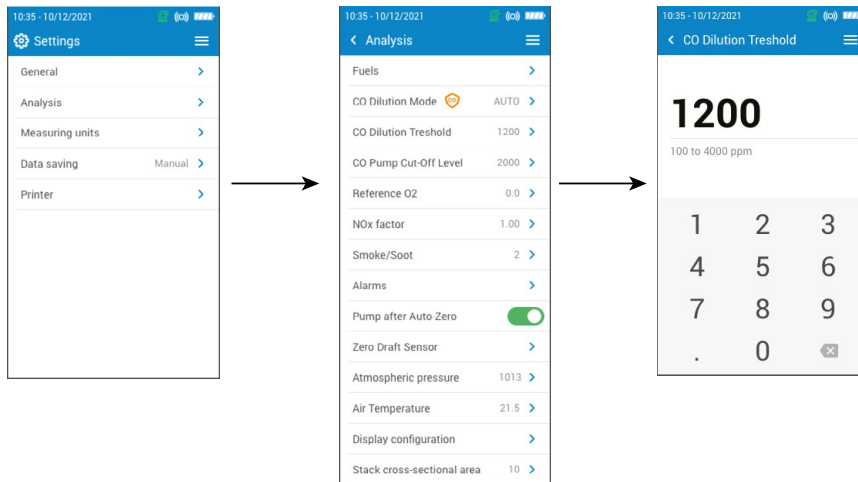 10:35 - 10/12/2021
Settings
General
Analysis
Measuring units
Data saving Manual
Printer
10:35 - 10/12/2021
Analysis
Fuels
CO Dilution Mode CO AUTO
CO Dilution Treshold 1200
CO Pump Cut-Off Level 2000
Reference O2 0.0
NOx factor 1.00
Smoke/Soot 2
Alarms
Pump after Auto Zero
Zero Draft Sensor
Atmospheric pressure 1013
Air Temperature 21.5
Display configuration
Stack cross-sectional area 10
10:35 - 10/12/2021
CO Dilution Treshold
1200
100 to 4000 ppm
1 2 3
4 5 6
7 8 9
. 0